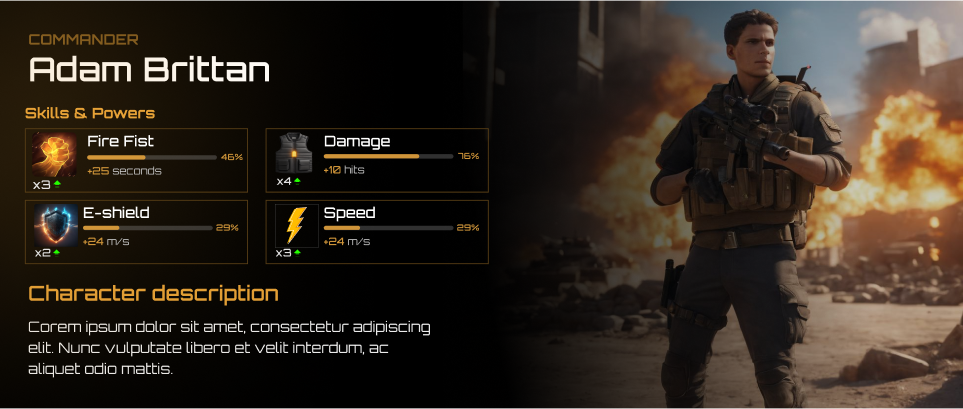 COMMANDER
Adam Brittan
Skills & Powers
Fire Fist
46%
+25 seconds
x3
Damage
76%
+10 hits
x4
E-shield
29%
+24 m/s
x2
Speed
29%
+24 m/s
x3
Character description
Corem ipsum dolor sit amet, consectetur adipiscing
elit. Nunc vulputate libero et velit interdum, ac
aliquet odio mattis.